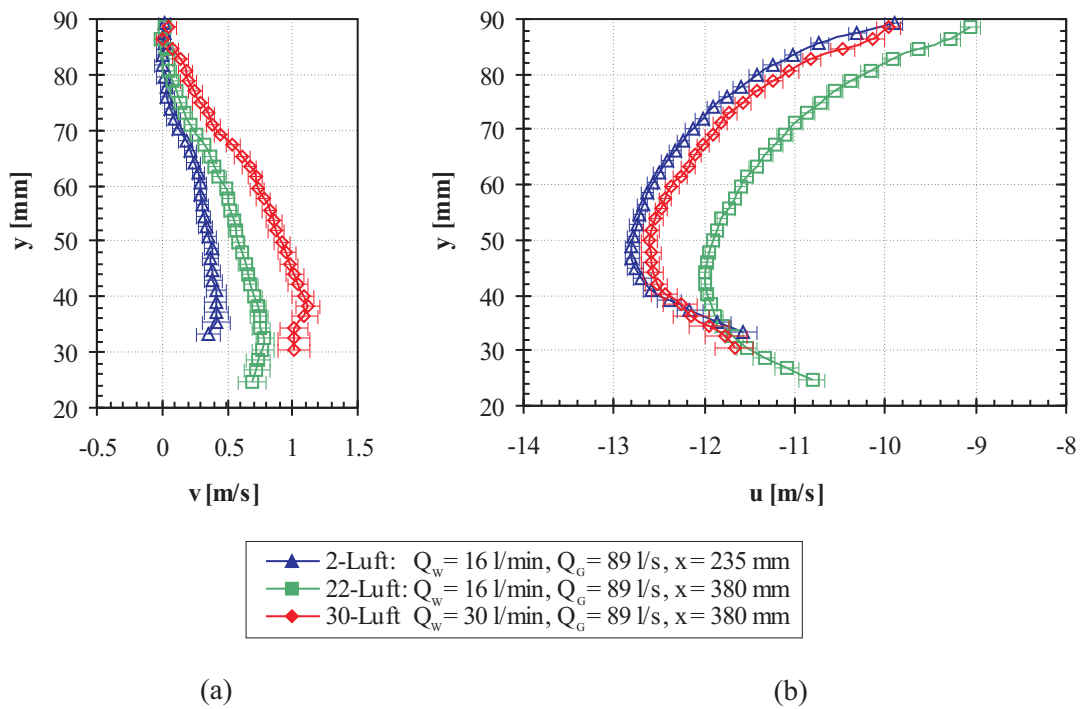 90
80
70
60
50
40
30
20
y [mm]
-0.5 0 0.5 1 1.5
v [m/s]
90
80
70
60
50
40
30
20
y [mm]
-14 -13 -12 -11 -10 -9 -8
u [m/s]
2-Luft: Q_W = 16 l/min, Q_G = 89 l/s, x = 235 mm
22-Luft: Q_W = 16 l/min, Q_G = 89 l/s, x = 380 mm
30-Luft Q_W = 30 l/min, Q_G = 89 l/s, x = 380 mm
(a) (b)